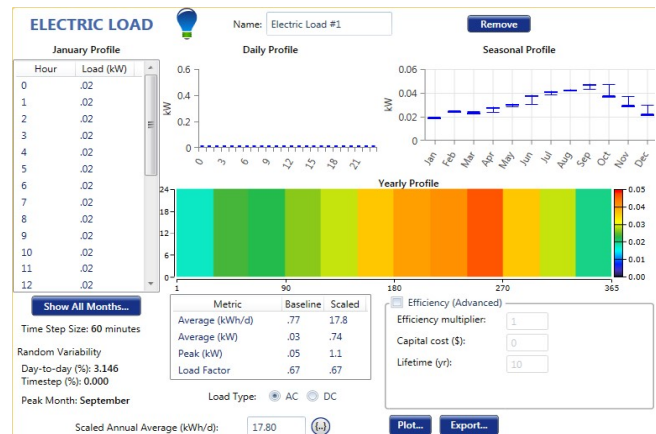 ELECTRIC LOAD
Name: Electric Load #1
Remove
January Profile
Hour Load (kW)
0 .02
1 .02
2 .02
3 .02
4 .02
5 .02
6 .02
7 .02
8 .02
9 .02
10 .02
11 .02
12 .02
Show All Months...
Time Step Size: 60 minutes
Random Variability
Day-to-day (%): 3.146
Timestep (%): 0.000
Peak Month: September
Daily Profile
kW
0.6
0.4
0.2
0
0 3 6 9 12 15 18 21
Seasonal Profile
kW
0.06
0.04
0.02
0
Jan Feb Mar Apr May Jun Jul Aug Sep Oct Nov Dec
Yearly Profile
24
18
12
6
0
1 90 180 270 365
0.05
0.04
0.03
0.02
0.01
0.00
Metric Baseline Scaled
Average (kWh/d) .77 17.8
Average (kW) .03 .74
Peak (kW) .05 1.1
Load Factor .67 .67
Load Type: AC DC
Efficiency (Advanced)
Efficiency multiplier: 1
Capital cost ($): 0
Lifetime (yr): 10
Scaled Annual Average (kWh/d): 17.80 {..}
Plot... Export...